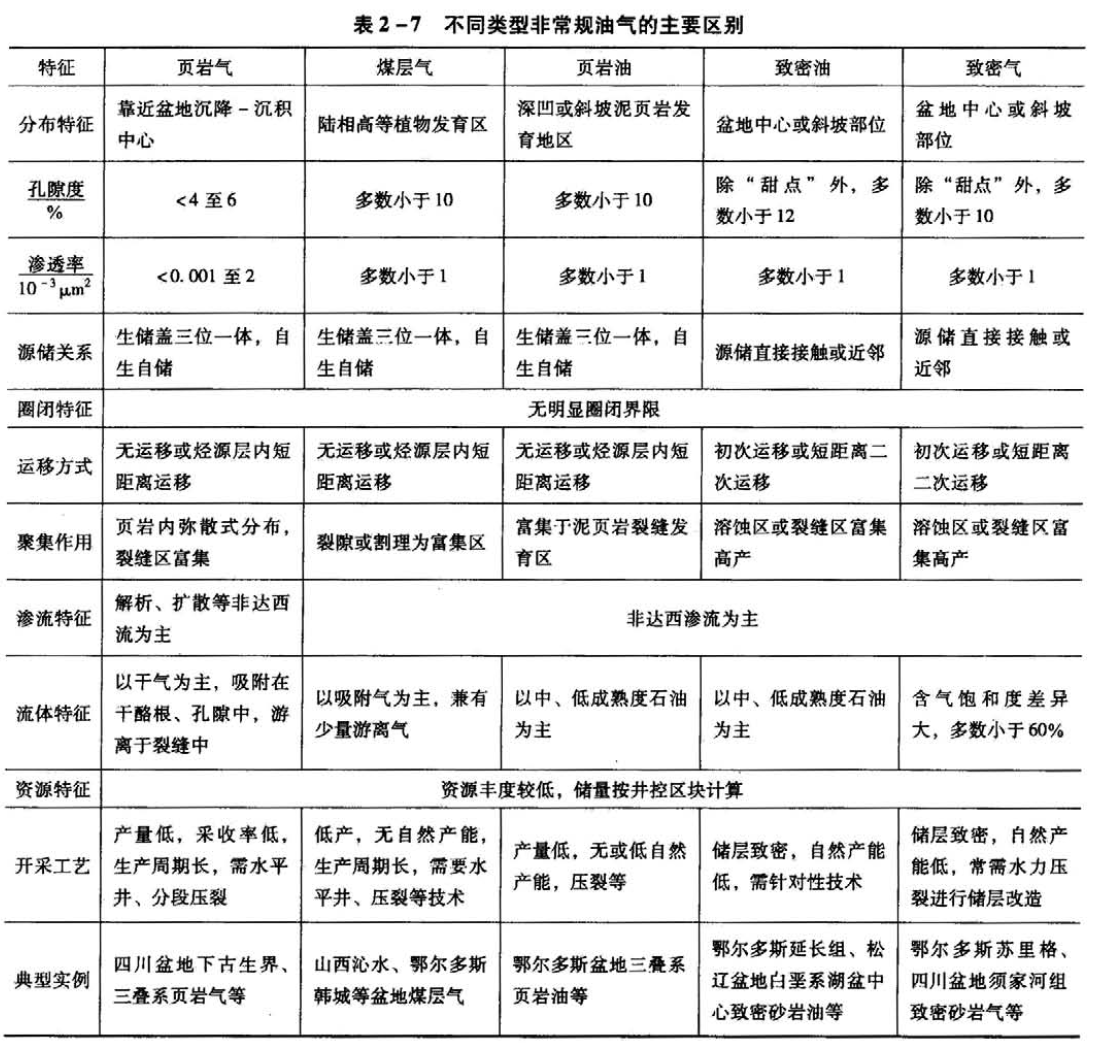 表2-7 不同类型非常规油气的主要区别
特征 页岩气 煤层气 页岩油 致密油 致密气
分布特征 靠近盆地沉降-沉积中心 陆相高等植物发育区 深凹或斜坡泥页岩发育地区 盆地中心或斜坡部位 盆地中心或斜坡部位
孔隙度/% <4至6 多数小于10 多数小于10 除“甜点”外，多数小于12 除“甜点”外，多数小于10
渗透率/10⁻³μm² <0.001至2 多数小于1 多数小于1 多数小于1 多数小于1
源储关系 生储盖三位一体，自生自储 生储盖三位一体，自生自储 生储盖三位一体，自生自储 源储直接接触或近邻 源储直接接触或近邻
圈闭特征 无明显圈闭界限
运移方式 无运移或烃源层内短距离运移 无运移或烃源层内短距离运移 无运移或烃源层内短距离运移 初次运移或短距离二次运移 初次运移或短距离二次运移
聚集作用 页岩内弥散式分布，裂缝区富集 裂隙或割理为富集区 富集于泥页岩裂缝发育区 溶蚀区或裂缝区富集高产 溶蚀区或裂缝区富集高产
渗流特征 解析、扩散等非达西流为主 非达西渗流为主
流体特征 以干气为主，吸附在干酪根、孔隙中，游离于裂缝中 以吸附气为主，兼有少量游离气 以中、低成熟度石油为主 以中、低成熟度石油为主 含气饱和度差异大，多数小于60%
资源特征 资源丰度较低，储量按井控区块计算
开采工艺 产量低，采收率低，生产周期长，需水平井、分段压裂 低产，无自然产能，生产周期长，需要水平井、压裂等技术 产量低，无或低自然产能，压裂等 储层致密，自然产能低，需针对性技术 储层致密，自然产能低，常需水力压裂进行储层改造
典型实例 四川盆地下古生界、三叠系页岩气等 山西沁水、鄂尔多斯韩城等盆地煤层气 鄂尔多斯盆地三叠系页岩油等 鄂尔多斯延长组、松辽盆地白垩系湖盆中心致密砂岩油等 鄂尔多斯苏里格、四川盆地须家河组致密砂岩气等